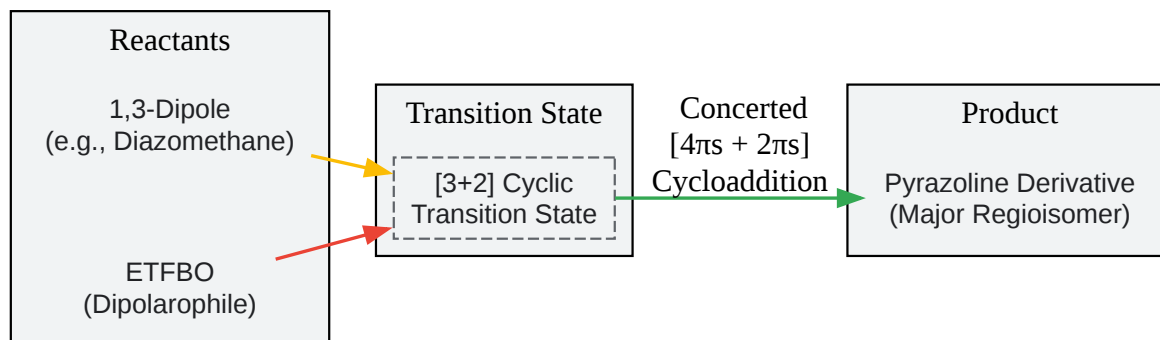 Reactants
1,3-Dipole
(e.g., Diazomethane)
ETFBO
(Dipolarophile)
Transition State
[3+2] Cyclic
Transition State
Concerted
[4πs + 2πs]
Cycloaddition
Product
Pyrazoline Derivative
(Major Regioisomer)